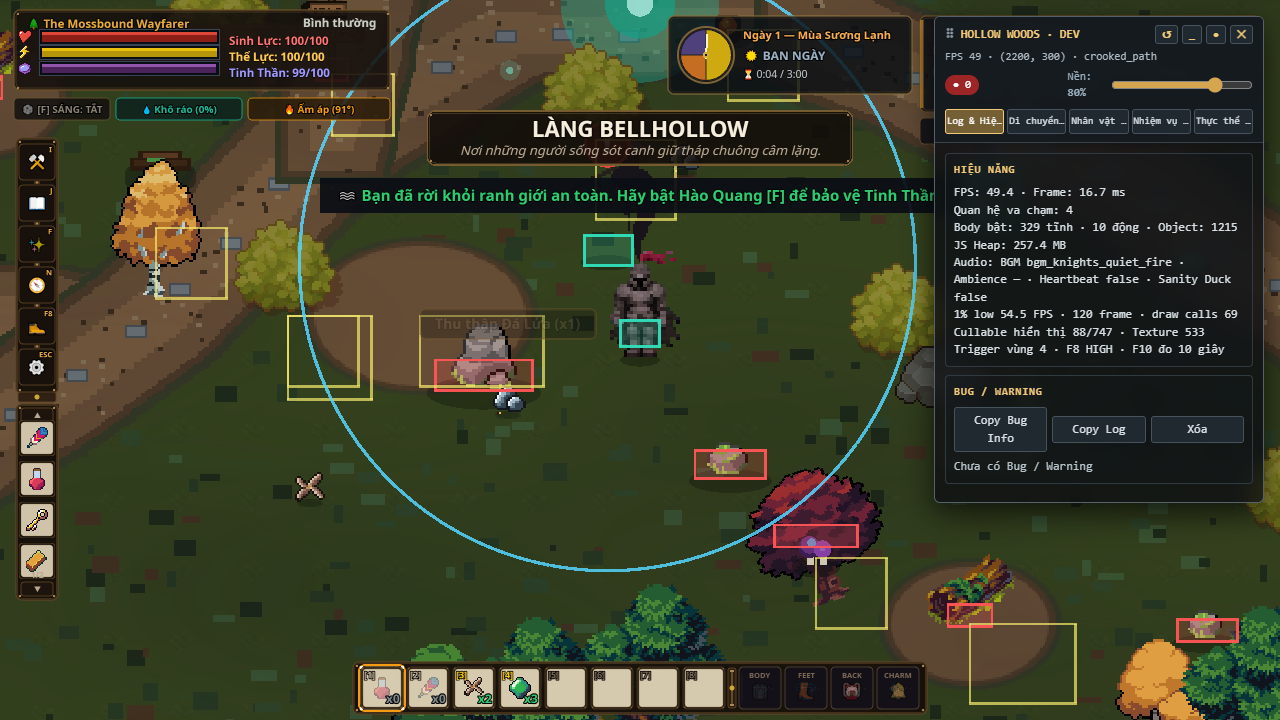 The Mossbound Wayfarer
Bình thường
Sinh Lực: 100/100
Thể Lực: 100/100
Tinh Thần: 99/100
[F] SÁNG: TẮT
Khô ráo (0%)
Ấm áp (91°)
Ngày 1 — Mùa Sương Lạnh
BAN NGÀY
0:04 / 3:00
LÀNG BELLHOLLOW
Nơi những người sống sót canh giữ tháp chuông câm lặng.
Bạn đã rời khỏi ranh giới an toàn. Hãy bật Hào Quang [F] để bảo vệ Tinh Thần
Thu thập Đá Lửa (x1)
I
J
F
N
F8
ESC
HOLLOW WOODS · DEV
FPS 49 · (2200, 300) · crooked_path
0
Nền:
80%
Log & Hiệ…
Di chuyển…
Nhân vật …
Nhiệm vụ …
Thực thể …
HIỆU NĂNG
FPS: 49.4 · Frame: 16.7 ms
Quan hệ va chạm: 4
Body bật: 329 tĩnh · 10 động · Object: 1215
JS Heap: 257.4 MB
Audio: BGM bgm_knights_quiet_fire ·
Ambience — · Heartbeat false · Sanity Duck
false
1% low 54.5 FPS · 120 frame · draw calls 69
Cullable hiển thị 88/747 · Texture 533
Trigger vùng 4 · F8 HIGH · F10 đo 10 giây
BUG / WARNING
Copy Bug
Info
Copy Log
Xóa
Chưa có Bug / Warning
[1]
x0
[2]
x0
[3]
x2
[4]
x3
[5]
[6]
[7]
[8]
BODY
FEET
BACK
CHARM